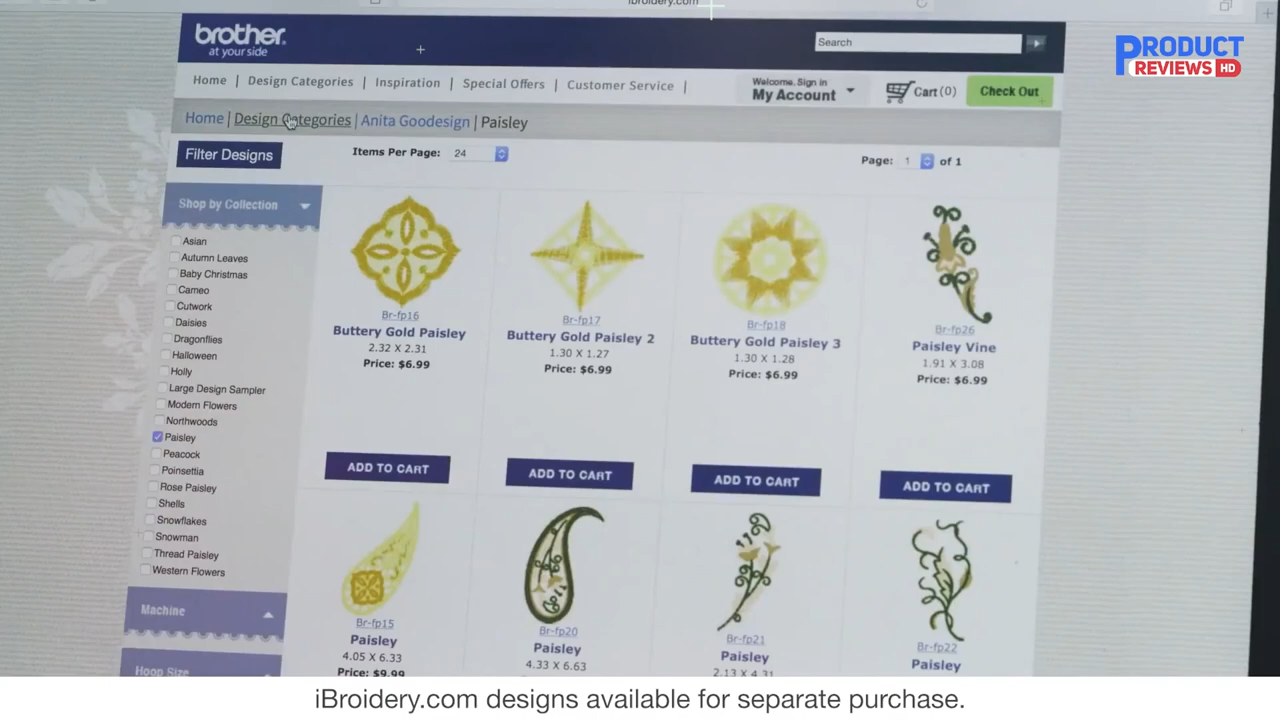 ibroidery.com
brother
at your side
Search
PRODUCT
REVIEWS HD
Home | Design Categories | Inspiration | Special Offers | Customer Service |
Welcome. Sign in
My Account
Cart (0)
Check Out
Home | Design Categories | Anita Goodesign | Paisley
Filter Designs
Items Per Page: 24
Page: 1 of 1
Shop by Collection
Asian
Autumn Leaves
Baby Christmas
Cameo
Cutwork
Daisies
Dragonflies
Halloween
Holly
Large Design Sampler
Modern Flowers
Northwoods
Paisley
Peacock
Poinsettia
Rose Paisley
Shells
Snowflakes
Snowman
Thread Paisley
Western Flowers
Machine
Hoop Size
Br-fp16
Buttery Gold Paisley
2.32 X 2.31
Price: $6.99
ADD TO CART
Br-fp17
Buttery Gold Paisley 2
1.30 X 1.27
Price: $6.99
ADD TO CART
Br-fp18
Buttery Gold Paisley 3
1.30 X 1.28
Price: $6.99
ADD TO CART
Br-fp26
Paisley Vine
1.91 X 3.08
Price: $6.99
ADD TO CART
Br-fp15
Paisley
4.05 X 6.33
Price: $9.99
Br-fp20
Paisley
4.33 X 6.63
Br-fp21
Paisley
2.13 X 4.31
Br-fp22
Paisley
iBroidery.com designs available for separate purchase.